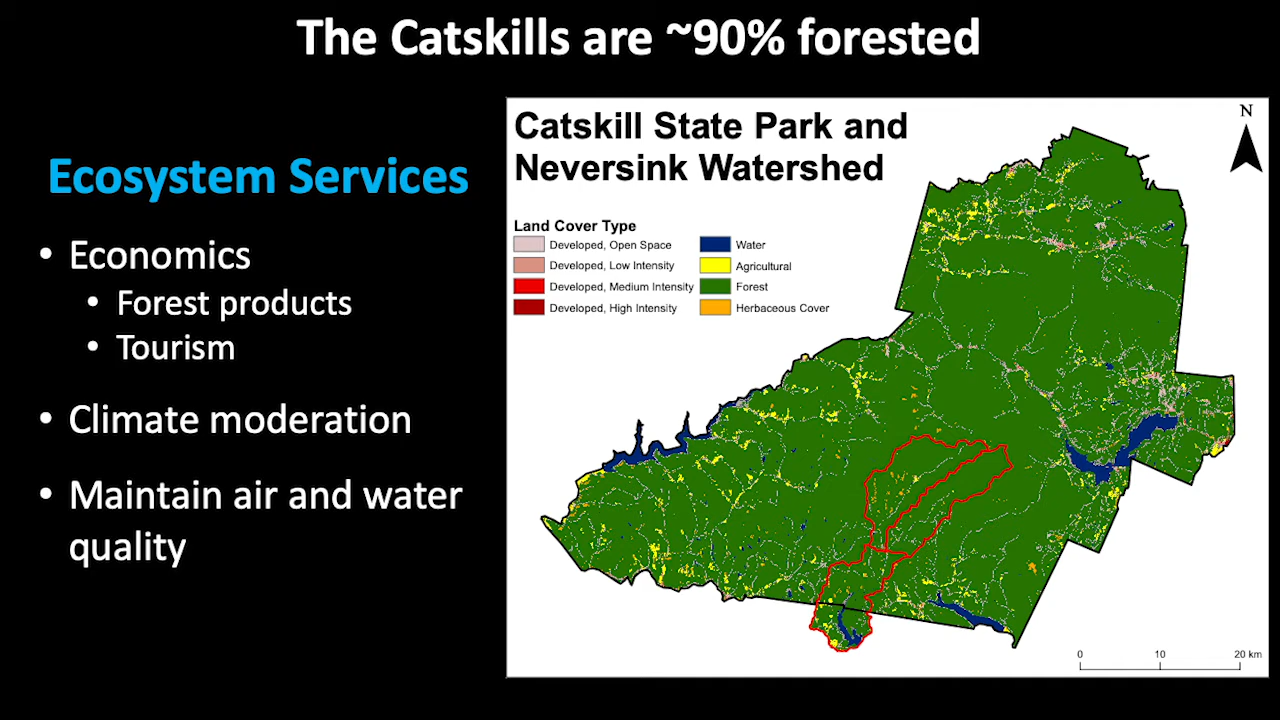 The Catskills are ~90% forested
Ecosystem Services
• Economics
• Forest products
• Tourism
• Climate moderation
• Maintain air and water
quality
Catskill State Park and
Neversink Watershed
N
Land Cover Type
Developed, Open Space
Developed, Low Intensity
Developed, Medium Intensity
Developed, High Intensity
Water
Agricultural
Forest
Herbaceous Cover
0 10 20 km